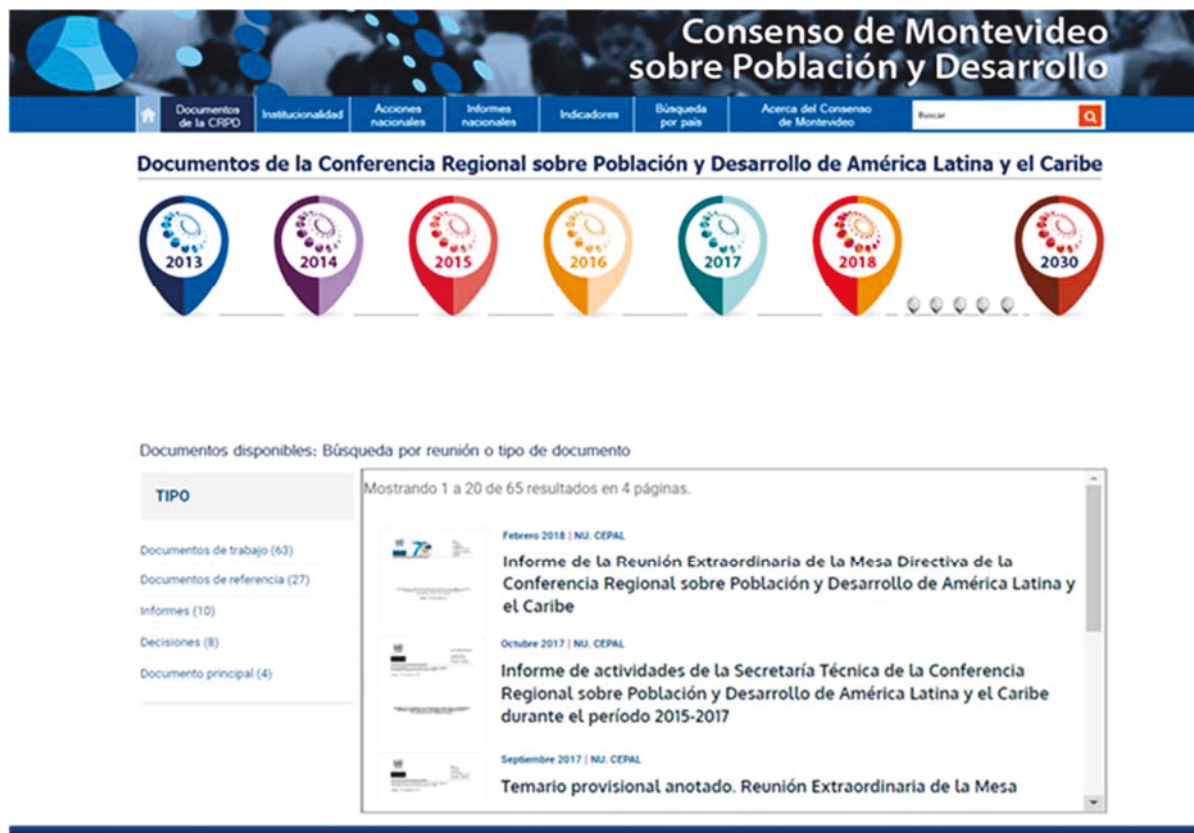 Consenso de Montevideo
sobre Población y Desarrollo
Documentos
de la CRPD
Institucionalidad
Acciones
nacionales
Informes
nacionales
Indicadores
Búsqueda
por país
Acerca del Consenso
de Montevideo
Buscar
Documentos de la Conferencia Regional sobre Población y Desarrollo de América Latina y el Caribe
2013
2014
2015
2016
2017
2018
2030
Documentos disponibles: Búsqueda por reunión o tipo de documento
TIPO
Documentos de trabajo (63)
Documentos de referencia (27)
Informes (10)
Decisiones (8)
Documento principal (4)
Mostrando 1 a 20 de 65 resultados en 4 páginas.
Febrero 2018 | NU. CEPAL
Informe de la Reunión Extraordinaria de la Mesa Directiva de la
Conferencia Regional sobre Población y Desarrollo de América Latina y
el Caribe
Octubre 2017 | NU. CEPAL
Informe de actividades de la Secretaría Técnica de la Conferencia
Regional sobre Población y Desarrollo de América Latina y el Caribe
durante el período 2015-2017
Septiembre 2017 | NU. CEPAL
Temario provisional anotado. Reunión Extraordinaria de la Mesa